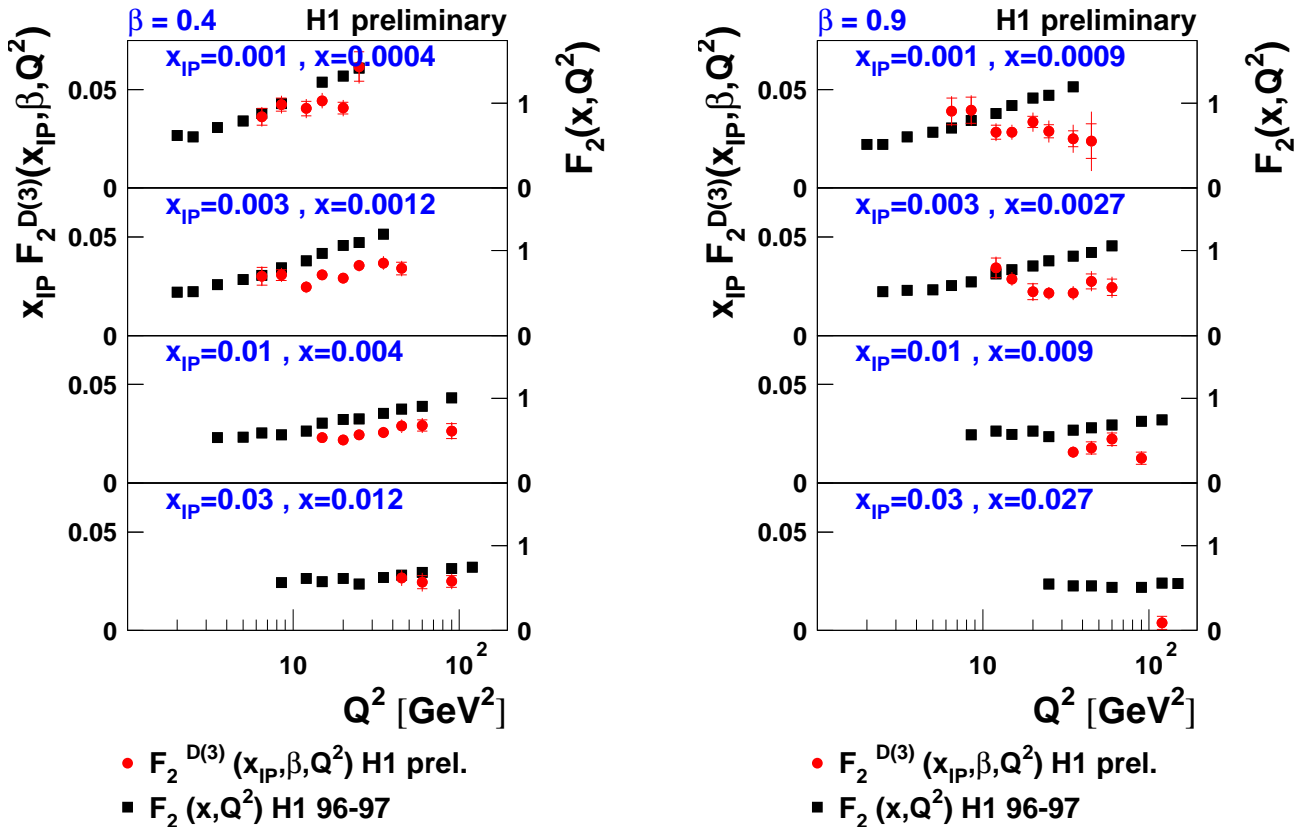 β = 0.4 H1 preliminary
x_IP F_2^D(3)(x_IP,β,Q^2)
F_2(x,Q^2)
x_IP=0.001 , x=0.0004
0.05
1
0
0
x_IP=0.003 , x=0.0012
0.05
1
0
0
x_IP=0.01 , x=0.004
0.05
1
0
0
x_IP=0.03 , x=0.012
0.05
1
0
0
10 10^2
Q^2 [GeV^2]
● F_2^D(3) (x_IP,β,Q^2) H1 prel.
■ F_2 (x,Q^2) H1 96-97
β = 0.9 H1 preliminary
x_IP F_2^D(3)(x_IP,β,Q^2)
F_2(x,Q^2)
x_IP=0.001 , x=0.0009
0.05
1
0
0
x_IP=0.003 , x=0.0027
0.05
1
0
0
x_IP=0.01 , x=0.009
0.05
1
0
0
x_IP=0.03 , x=0.027
0.05
1
0
0
10 10^2
Q^2 [GeV^2]
● F_2^D(3) (x_IP,β,Q^2) H1 prel.
■ F_2 (x,Q^2) H1 96-97